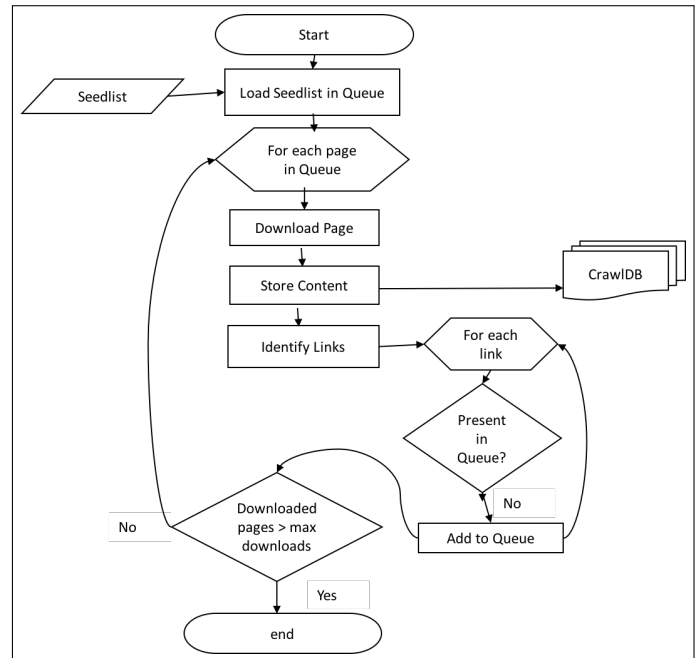 Start
Seedlist
Load Seedlist in Queue
For each page
in Queue
Download Page
Store Content
CrawlDB
Identify Links
For each
link
Present
in
Queue?
No
Add to Queue
Downloaded
pages > max
downloads
No
Yes
end